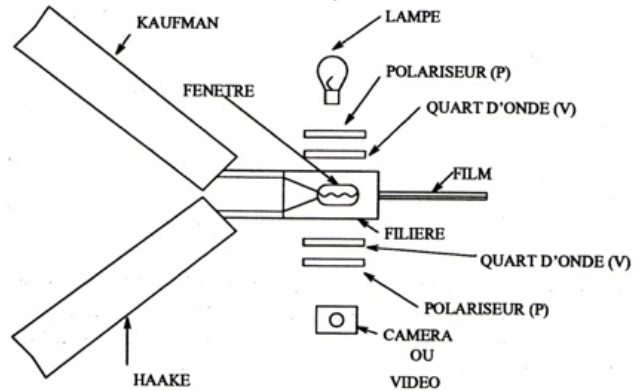 KAUFMAN
LAMPE
POLARISEUR (P)
FENETRE
QUART D'ONDE (V)
FILM
FILIERE
QUART D'ONDE (V)
POLARISEUR (P)
CAMERA
OU
VIDEO
HAAKE